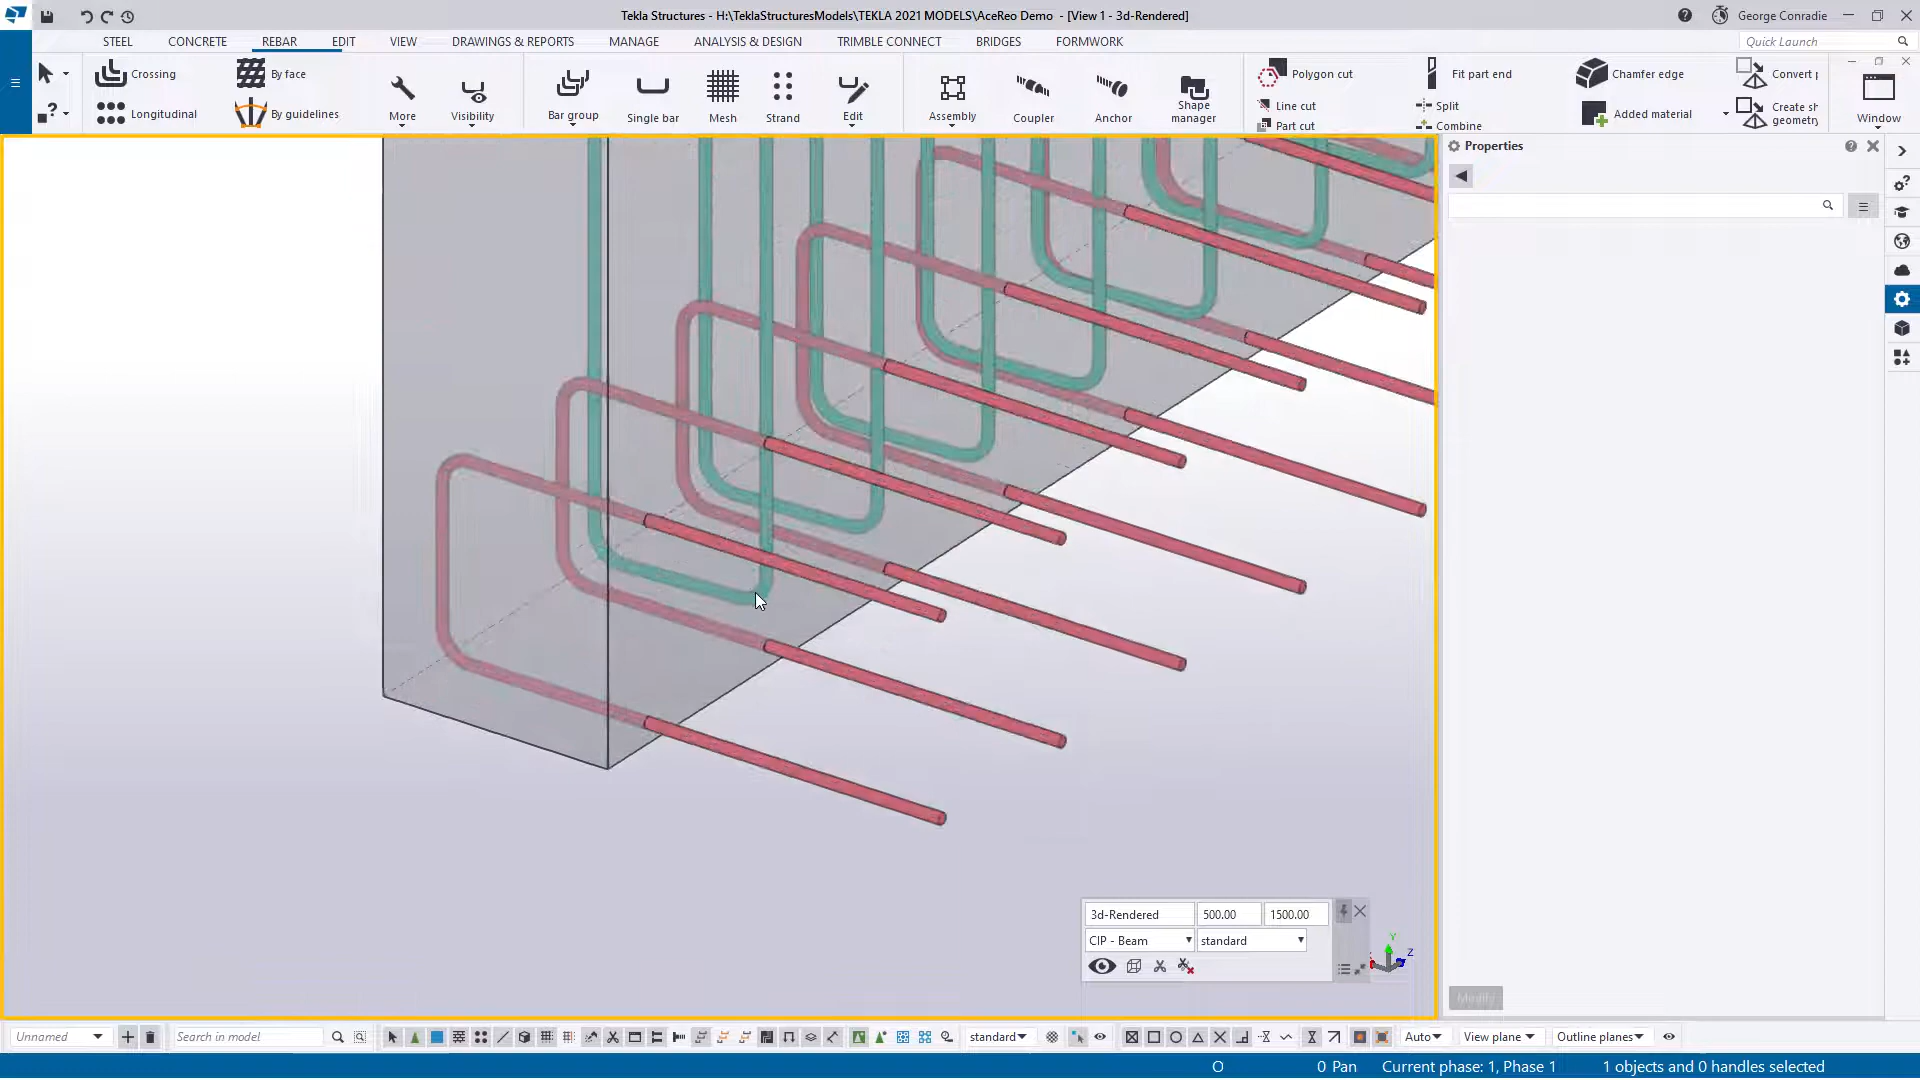 Tekla Structures - H:\TeklaStructuresModels\TEKLA 2021 MODELS\AceReo Demo - [View 1 - 3d-Rendered]
George Conradie
STEEL CONCRETE REBAR EDIT VIEW DRAWINGS & REPORTS MANAGE ANALYSIS & DESIGN TRIMBLE CONNECT BRIDGES FORMWORK
Quick Launch
Crossing
Longitudinal
By face
By guidelines
More
Visibility
Bar group
Single bar
Mesh
Strand
Edit
Assembly
Coupler
Anchor
Shape
manager
Polygon cut
Line cut
Part cut
Fit part end
Split
Combine
Chamfer edge
Added material
Convert p
Create sh
geometry
Window
Properties
3d-Rendered 500.00 1500.00
CIP - Beam standard
Y
Z
Modify
Unnamed
Search in model
standard
Auto
View plane
Outline planes
O 0 Pan Current phase: 1, Phase 1 1 objects and 0 handles selected